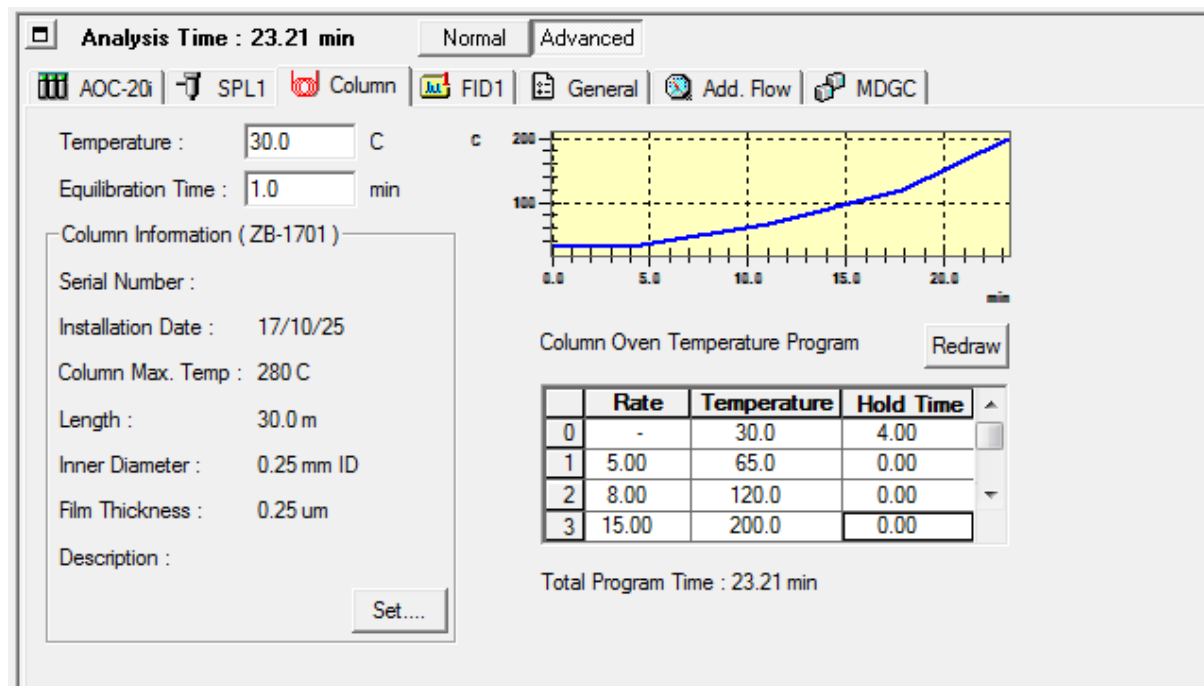 Analysis Time : 23.21 min Normal Advanced
AOC-20i SPL1 Column FID1 General Add. Flow MDGC
Temperature : 30.0 C
Equilibration Time : 1.0 min
Column Information ( ZB-1701 )
Serial Number :
Installation Date : 17/10/25
Column Max. Temp : 280 C
Length : 30.0 m
Inner Diameter : 0.25 mm ID
Film Thickness : 0.25 um
Description :
Set....
C 200
100
0.0 5.0 10.0 15.0 20.0
min
Column Oven Temperature Program Redraw
Rate Temperature Hold Time
0 - 30.0 4.00
1 5.00 65.0 0.00
2 8.00 120.0 0.00
3 15.00 200.0 0.00
Total Program Time : 23.21 min